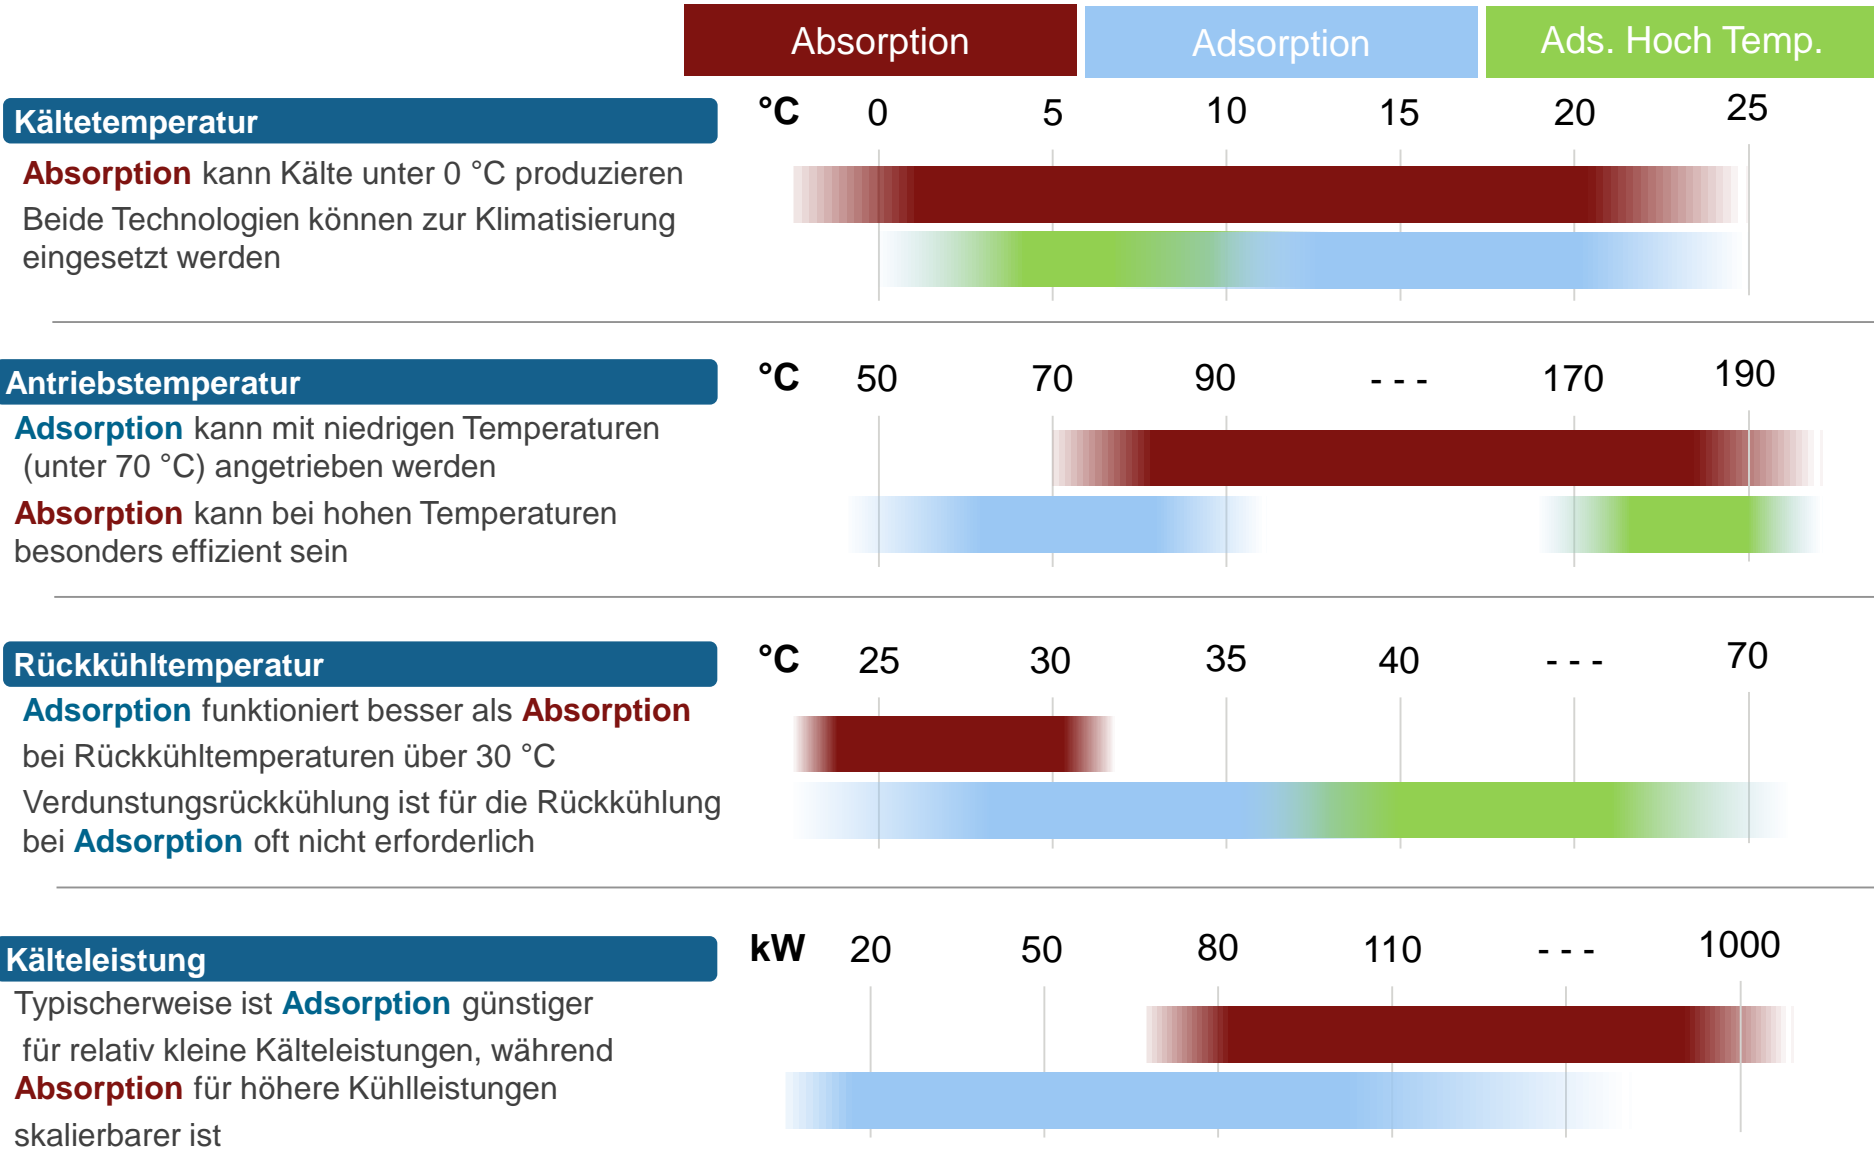 Absorption
Adsorption
Ads. Hoch Temp.
Kältetemperatur
Absorption kann Kälte unter 0 °C produzieren
Beide Technologien können zur Klimatisierung
eingesetzt werden
°C 0 5 10 15 20 25
Antriebstemperatur
Adsorption kann mit niedrigen Temperaturen
(unter 70 °C) angetrieben werden
Absorption kann bei hohen Temperaturen
besonders effizient sein
°C 50 70 90 - - - 170 190
Rückkühltemperatur
Adsorption funktioniert besser als Absorption
bei Rückkühltemperaturen über 30 °C
Verdunstungsrückkühlung ist für die Rückkühlung
bei Adsorption oft nicht erforderlich
°C 25 30 35 40 - - - 70
Kälteleistung
Typischerweise ist Adsorption günstiger
für relativ kleine Kälteleistungen, während
Absorption für höhere Kühlleistungen
skalierbarer ist
kW 20 50 80 110 - - - 1000